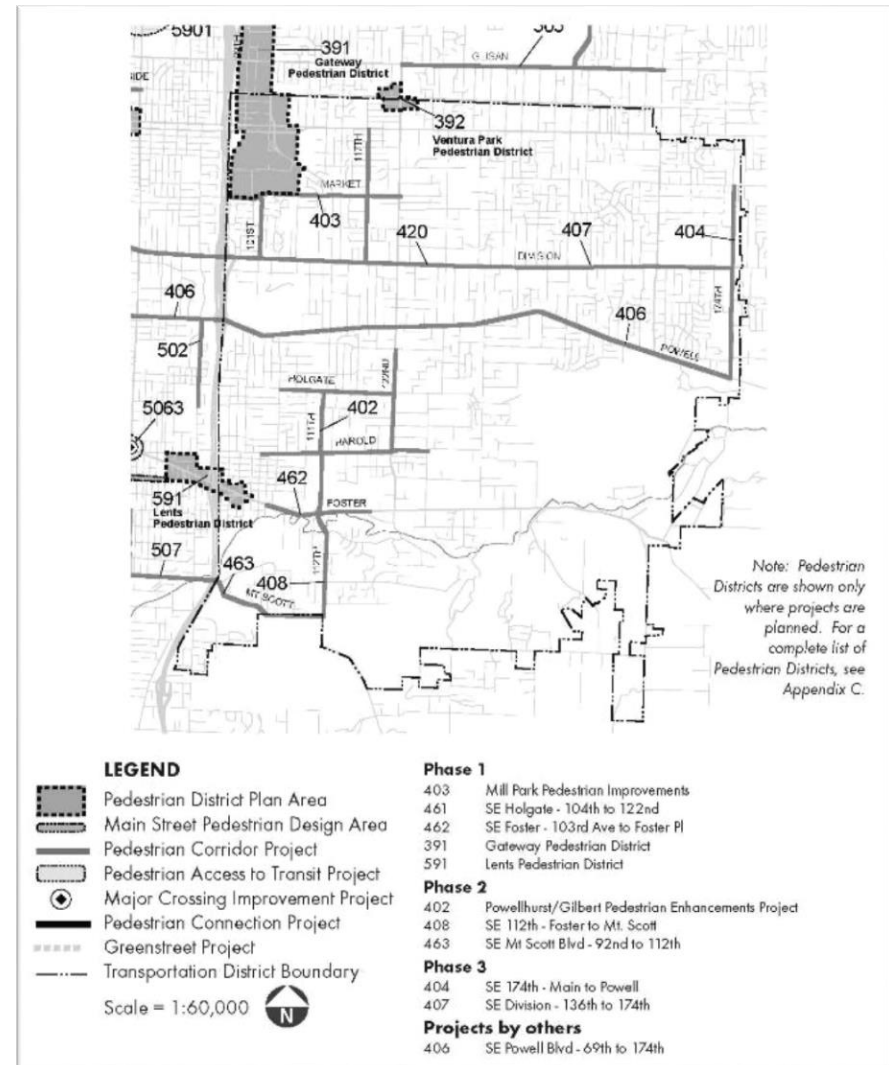 5901
391
Gateway
Pedestrian District
GLISAN
392
Ventura Park
Pedestrian District
117TH
MARKET
403
101ST
420
407
404
DIVISION
174TH
406
406
POWELL
502
HOLGATE
122ND
5063
111TH
402
HAROLD
462
591
Lents
Pedestrian District
FOSTER
507
463
408
112TH
MT SCOTT
Note: Pedestrian
Districts are shown only
where projects are
planned. For a
complete list of
Pedestrian Districts, see
Appendix C.
LEGEND
Pedestrian District Plan Area
Main Street Pedestrian Design Area
Pedestrian Corridor Project
Pedestrian Access to Transit Project
Major Crossing Improvement Project
Pedestrian Connection Project
Greenstreet Project
Transportation District Boundary
Scale = 1:60,000
N
Phase 1
403 Mill Park Pedestrian Improvements
461 SE Holgate - 104th to 122nd
462 SE Foster - 103rd Ave to Foster Pl
391 Gateway Pedestrian District
591 Lents Pedestrian District
Phase 2
402 Powellhurst/Gilbert Pedestrian Enhancements Project
408 SE 112th - Foster to Mt. Scott
463 SE Mt Scott Blvd - 92nd to 112th
Phase 3
404 SE 174th - Main to Powell
407 SE Division - 136th to 174th
Projects by others
406 SE Powell Blvd - 69th to 174th